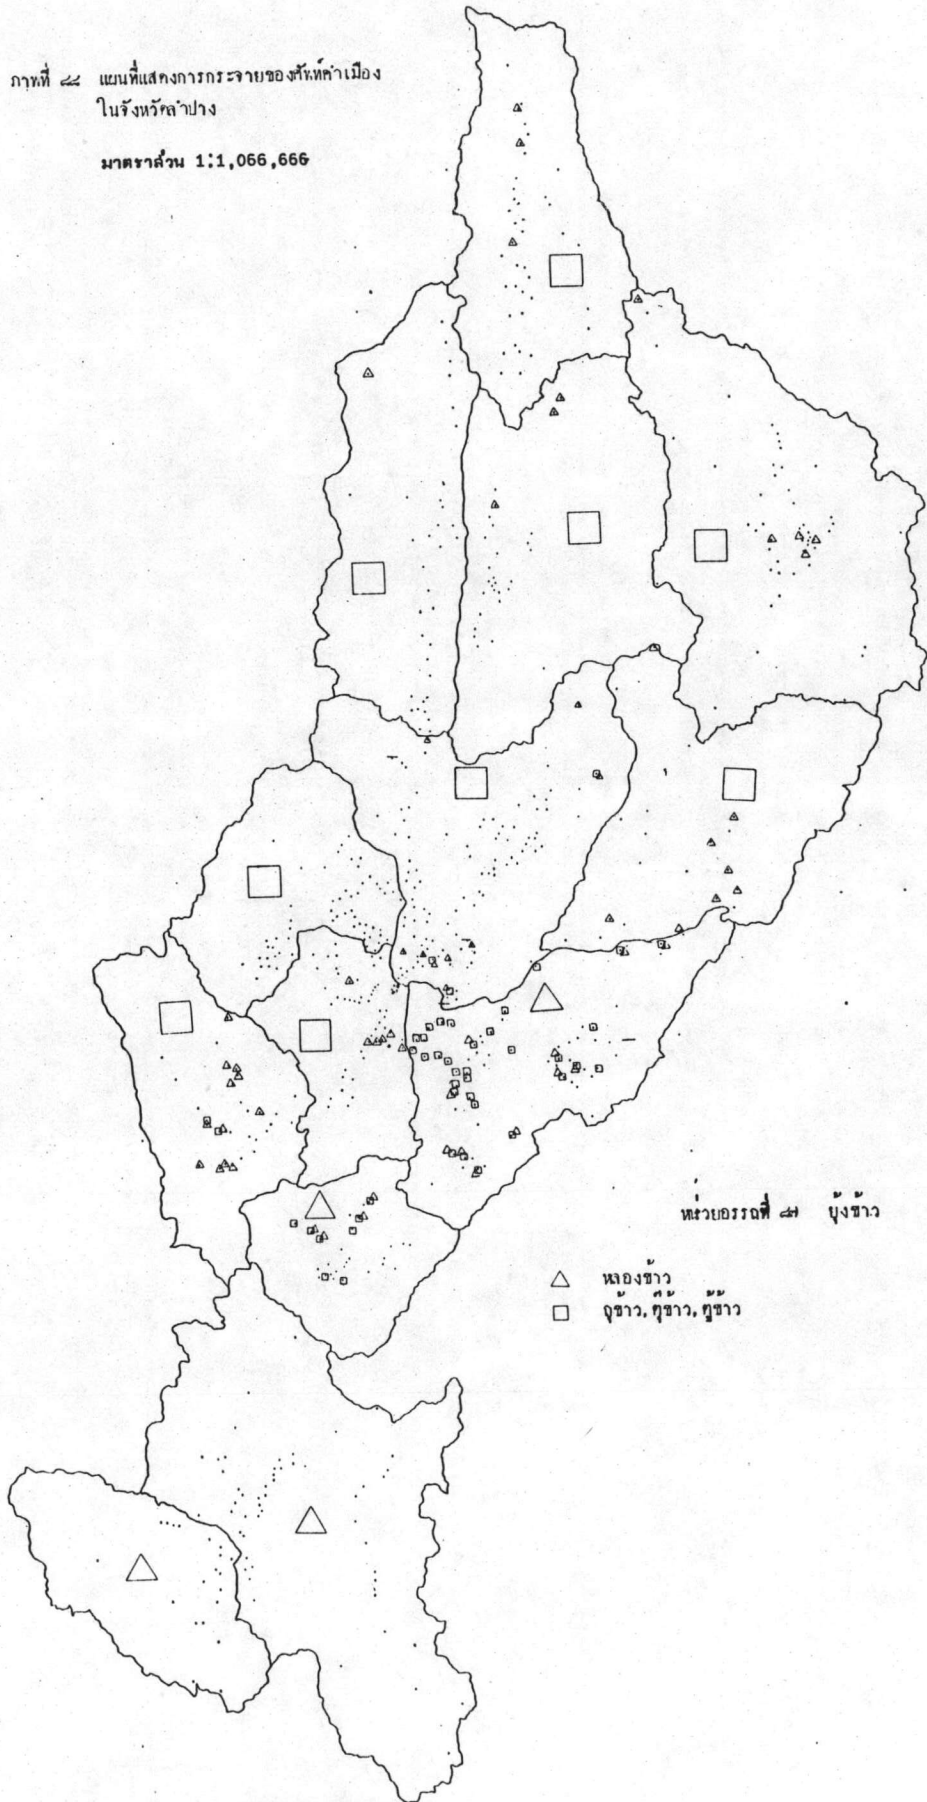 ภาพที่ ๘๘ แผนที่แสดงการกระจายของศัพท์คำเมือง
ในจังหวัดลำปาง
มาตราส่วน 1:1,066,666
หน่วยอรรถที่ ๘๗ ยุ้งข้าว
△ หลองข้าว
□ ถุข้าว, ตุ๊ข้าว, ตู้ข้าว